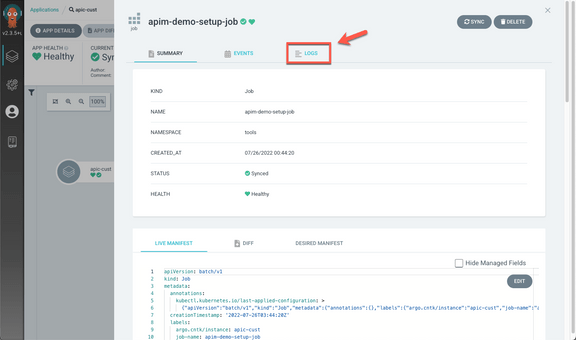 Applications / apic-cust
v2.3.5+
APP DETAILS
APP DIF
APP HEALTH
Healthy
CURRENT
Syn
Author:
Comment:
100%
apic-cust
job
apim-demo-setup-job
SYNC
DELETE
SUMMARY
EVENTS
LOGS
KIND Job
NAME apim-demo-setup-job
NAMESPACE tools
CREATED_AT 07/26/2022 00:44:20
STATUS Synced
HEALTH Healthy
LIVE MANIFEST
DIFF
DESIRED MANIFEST
Hide Managed Fields
EDIT
1 apiVersion: batch/v1
2 kind: Job
3 metadata:
4 annotations:
5 kubectl.kubernetes.io/last-applied-configuration: >
6 {"apiVersion":"batch/v1","kind":"Job","metadata":{"annotations":{},"labels":{"argo.cntk/instance":"apic-cust","job-name":"a
7 creationTimestamp: '2022-07-26T03:44:20Z'
8 labels:
9 argo.cntk/instance: apic-cust
10 job-name: apim-demo-setup-job